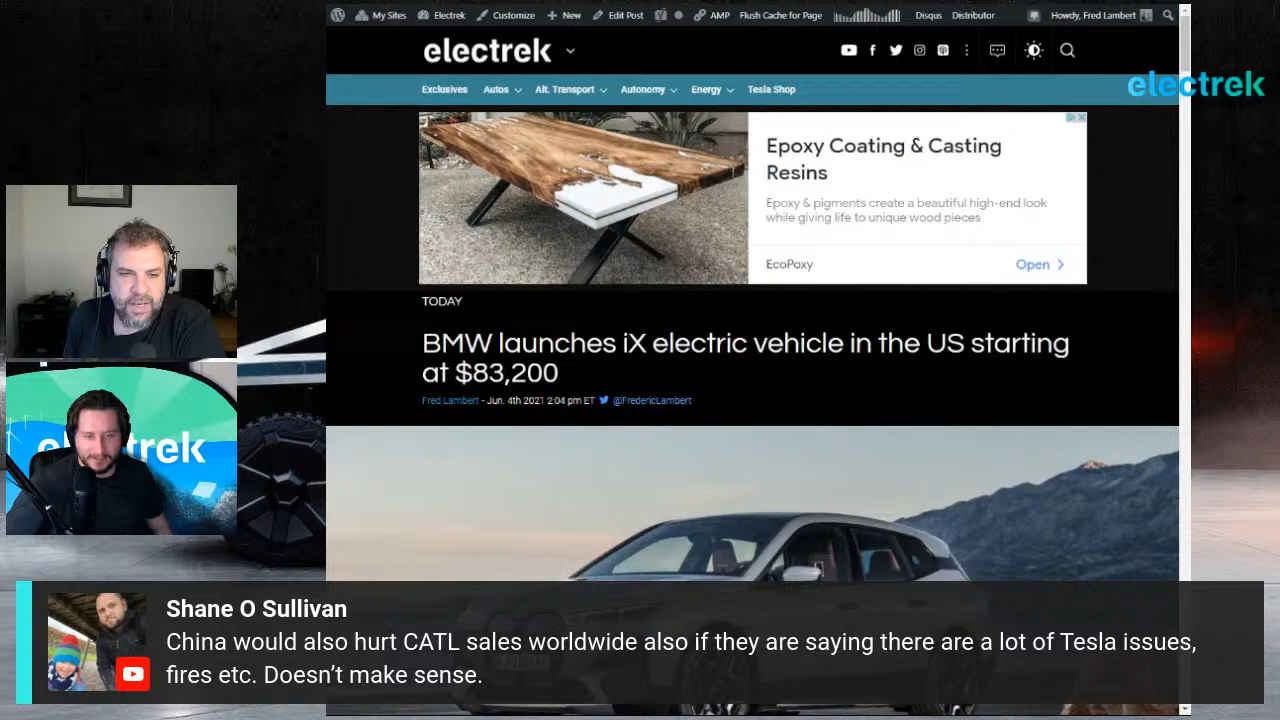 My Sites Electrek Customize New Edit Post AMP Flush Cache for Page Disqus Distributor Howdy, Fred Lambert
electrek
electrek
Exclusives Autos Alt. Transport Autonomy Energy Tesla Shop
Epoxy Coating & Casting
Resins
Epoxy & pigments create a beautiful high-end look
while giving life to unique wood pieces
EcoPoxy Open
TODAY
BMW launches iX electric vehicle in the US starting
at $83,200
Fred Lambert - Jun. 4th 2021 2:04 pm ET @FredericLambert
electrek
Shane O Sullivan
China would also hurt CATL sales worldwide also if they are saying there are a lot of Tesla issues,
fires etc. Doesn’t make sense.